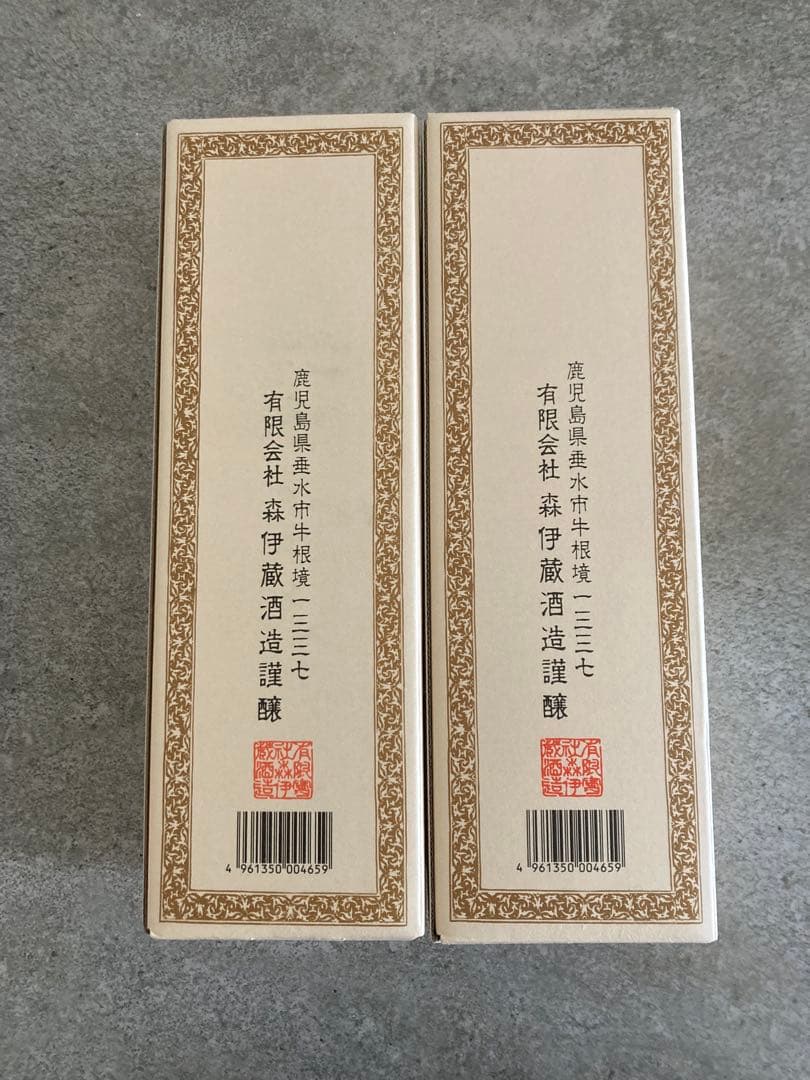 鹿児島県垂水市牛根境一三三七
有限会社 森伊蔵酒造謹醸
有限會
社森伊
蔵酒造
4 961350 004659
鹿児島県垂水市牛根境一三三七
有限会社 森伊蔵酒造謹醸
有限會
社森伊
蔵酒造
4 961350 004659